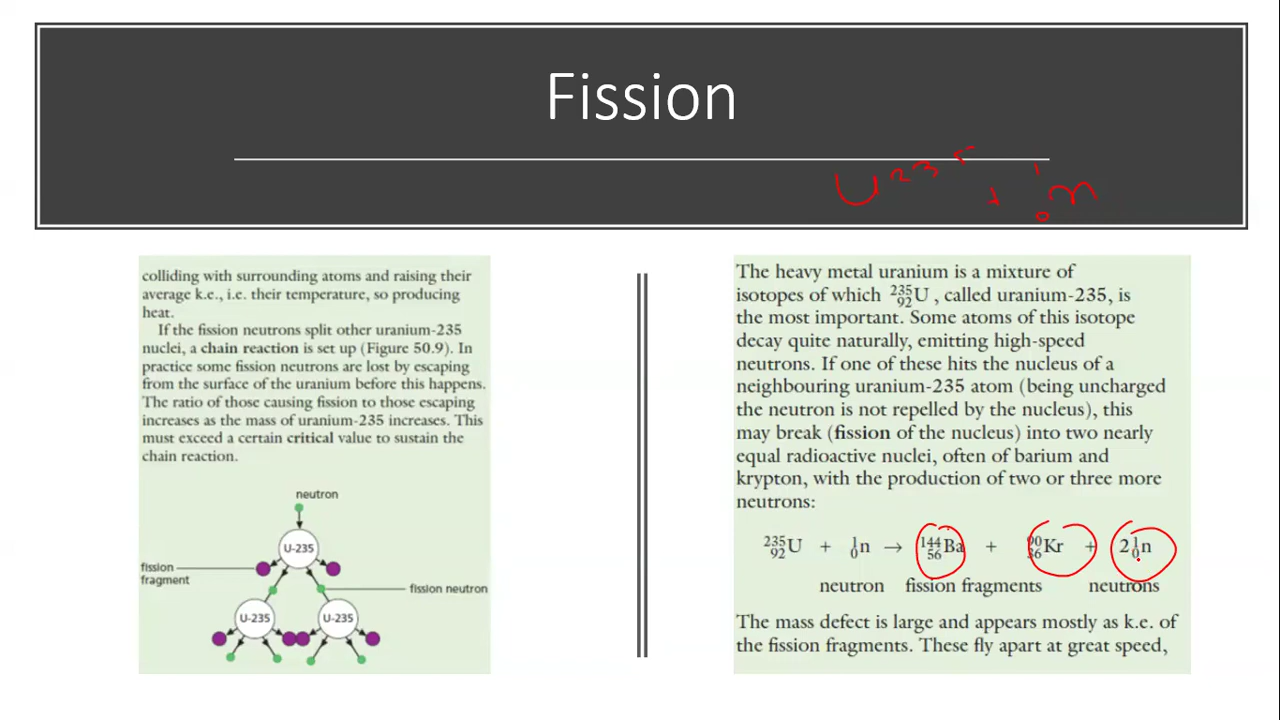 Fission
U 235 + ¹₀n
colliding with surrounding atoms and raising their
average k.e., i.e. their temperature, so producing
heat.
If the fission neutrons split other uranium-235
nuclei, a chain reaction is set up (Figure 50.9). In
practice some fission neutrons are lost by escaping
from the surface of the uranium before this happens.
The ratio of those causing fission to those escaping
increases as the mass of uranium-235 increases. This
must exceed a certain critical value to sustain the
chain reaction.
neutron
U-235
fission
fragment
fission neutron
U-235 U-235
The heavy metal uranium is a mixture of
isotopes of which ²³⁵₉₂U, called uranium-235, is
the most important. Some atoms of this isotope
decay quite naturally, emitting high-speed
neutrons. If one of these hits the nucleus of a
neighbouring uranium-235 atom (being uncharged
the neutron is not repelled by the nucleus), this
may break (fission of the nucleus) into two nearly
equal radioactive nuclei, often of barium and
krypton, with the production of two or three more
neutrons:
²³⁵₉₂U + ¹₀n → ¹⁴⁴₅₆Ba + ⁹⁰₃₆Kr + 2¹₀n
neutron fission fragments neutrons
The mass defect is large and appears mostly as k.e. of
the fission fragments. These fly apart at great speed,